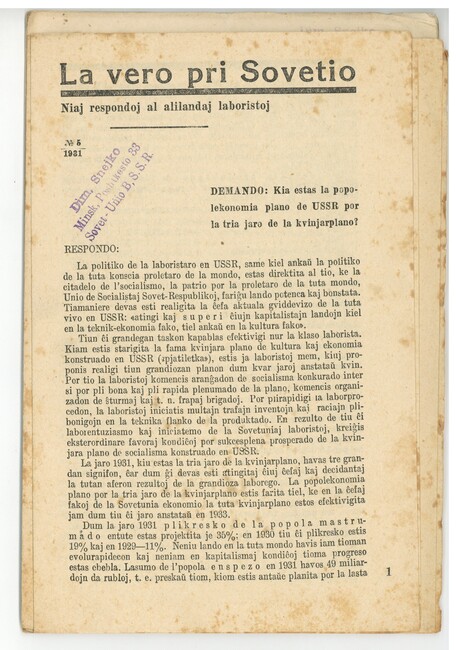 La vero pri Sovetio
Niaj respondoj al alilandaj laboristoj
№ 5
1931
Dim. Snejko
Minsk, Poŝtkesto 83
Sovet-Unio B.S.S.R.
DEMANDO: Kia estas la popo-
lekonomia plano de USSR por
la tria jaro de la kvinjarplano?
RESPONDO:
La politiko de la laboristaro en USSR, same kiel ankaŭ la politiko
de la tuta konscia proletaro de la mondo, estas direktita al tio, ke la
citadelo de l'socialismo, la patrio por la proletaro de la tuta mondo,
Unio de Socialistaj Sovet-Respublikoj, fariĝu lando potenca kaj bonstata.
Tiamaniere devas esti realigita la ĉefa aktuala gviddevizo de la tuta
vivo en USSR: «atingi kaj superi ĉiujn kapitalistajn landojn kiel
en la teknik-ekonomia fako, tiel ankaŭ en la kultura fako».
Tiun ĉi grandegan taskon kapablas efektivigi nur la klaso laborista.
Kiam estis starigita la fama kvinjara plano de kultura kaj ekonomia
konstruado en USSR (»pjatiletka»), estis ja laboristoj mem, kiuj pro-
ponis realigi tiun grandiozan planon dum kvar jaroj anstataŭ kvin.
Por tio la laboristoj komencis aranĝadon de socialisma konkurado inter
si por pli bona kaj pli rapida plenumado de la plano, komencis organi-
zadon de ŝturmaj kaj t. n. frapaj brigadoj. Por plirapidigi la laborpro-
cedon, la laboristoj iniciatis multajn trafajn inventojn kaj raciajn pli-
bonigojn en la teknika flanko de la produktado. En rezulto de tiu ĉi
laborentuziasmo kaj iniciatemo de la Sovetuniaj laboristoj, kreiĝis
eksterordinare favoraj kondiĉoj por sukcesplena prosperado de la kvin-
jara plano de socialisma konstruado en USSR.
La jaro 1931, kiu estas la tria jaro de la kvinjarplano, havas tre gran-
dan signifon, ĉar dum ĝi devas esti atingitaj ĉiuj ĉefaj kaj decidantaj
la tutan aferon rezultoj de la grandioza laborego. La popolekonomia
plano por la tria jaro de la kvinjarplano estis farita tiel, ke en la ĉefaj
fakoj de la Sovetunia ekonomio la tuta kvinjarplano estos efektivigita
jam dum tiu ĉi jaro anstataŭ en 1933.
Dum la jaro 1931 plikresko de la popola mastru-
mado entute estas projektita je 35%; en 1930 tiu ĉi plikresko estis
19% kaj en 1929—11%. Neniu lando en la tuta mondo havis iam tioman
evolurapidecon kaj neniam en kapitalismaj kondiĉoj tioma progreso
estas ebla. Lasumo de l'popola enspezo en 1931 havos 49 miliar-
dojn da rubloj, t. e. preskaŭ tiom, kiom estis antaŭe planita por la lasta
1